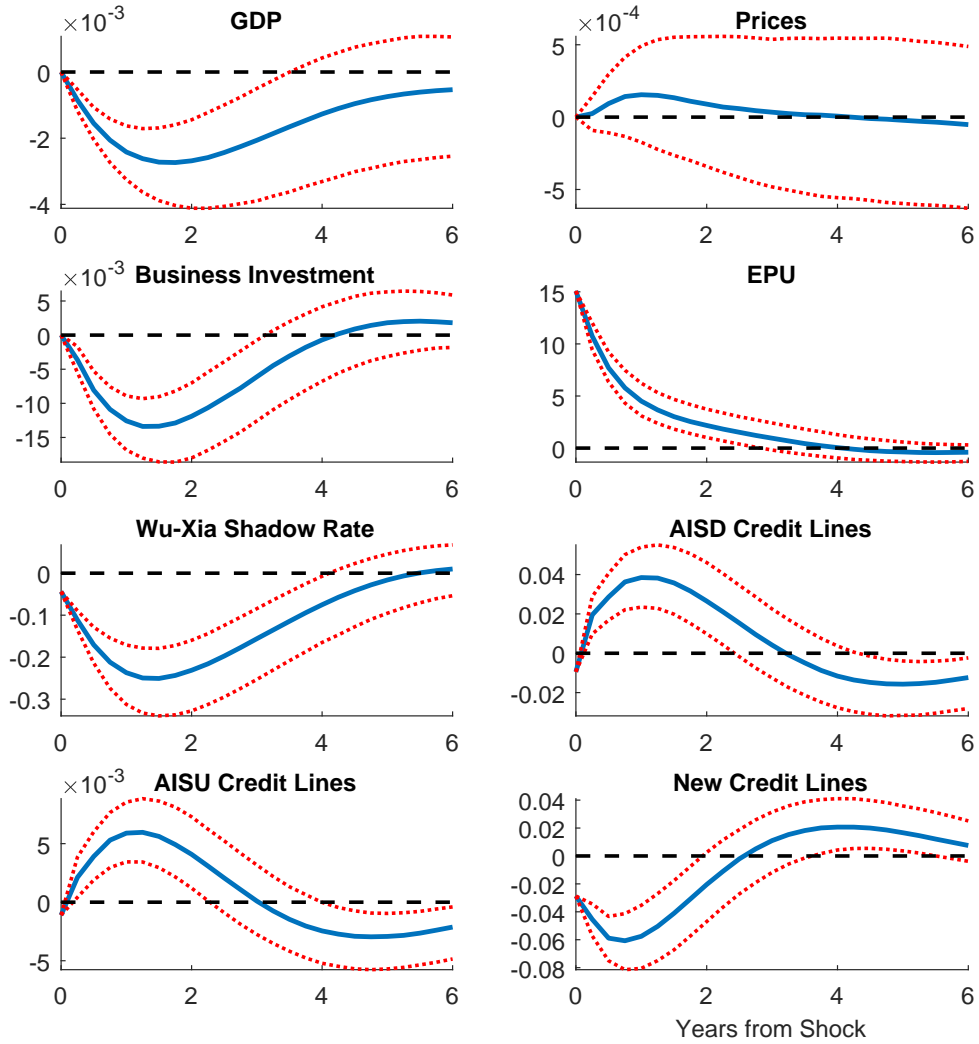 ×10⁻³
GDP
0
-2
-4
0 2 4 6
×10⁻⁴
Prices
5
0
-5
0 2 4 6
×10⁻³
Business Investment
5
0
-5
-10
-15
0 2 4 6
EPU
15
10
5
0
0 2 4 6
Wu-Xia Shadow Rate
0
-0.1
-0.2
-0.3
0 2 4 6
AISD Credit Lines
0.04
0.02
0
-0.02
0 2 4 6
×10⁻³
AISU Credit Lines
5
0
-5
0 2 4 6
New Credit Lines
0.04
0.02
0
-0.02
-0.04
-0.06
-0.08
0 2 4 6
Years from Shock